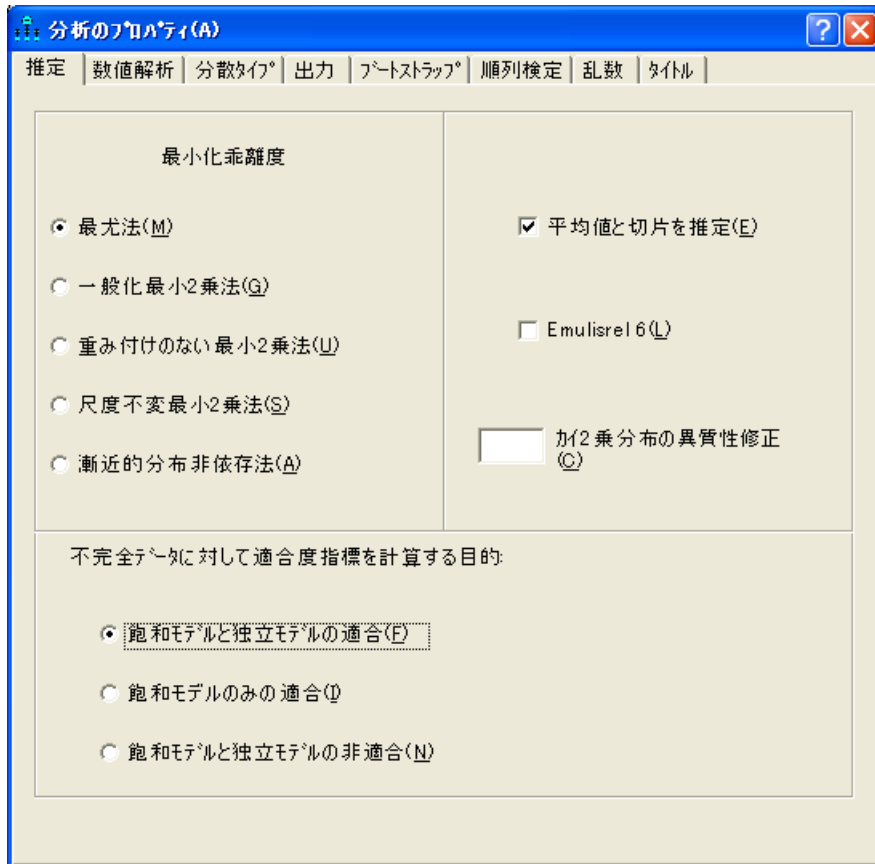 分析のﾌﾟﾛﾊﾟﾃｨ(A)
推定 数値解析 分散ﾀｲﾌﾟ 出力 ﾌﾞｰﾄｽﾄﾗｯﾌﾟ 順列検定 乱数 ﾀｲﾄﾙ
最小化乖離度
最尤法(M)
一般化最小2乗法(G)
重み付けのない最小2乗法(U)
尺度不変最小2乗法(S)
漸近的分布非依存法(A)
平均値と切片を推定(E)
Emulisrel 6(L)
ｶｲ2乗分布の異質性修正
(C)
不完全ﾃﾞｰﾀに対して適合度指標を計算する目的:
飽和ﾓﾃﾞﾙと独立ﾓﾃﾞﾙの適合(F)
飽和モデルのみの適合(I)
飽和ﾓﾃﾞﾙと独立ﾓﾃﾞﾙの非適合(N)